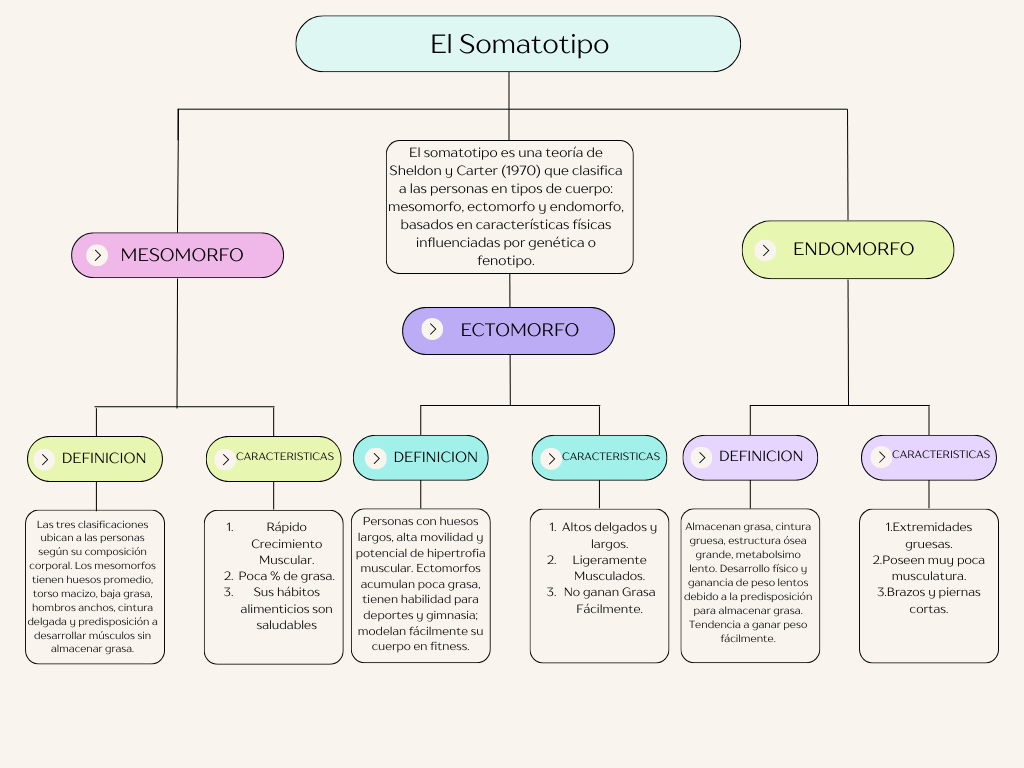 El Somatotipo
El somatotipo es una teoría de
Sheldon y Carter (1970) que clasifica
a las personas en tipos de cuerpo:
mesomorfo, ectomorfo y endomorfo,
basados en características físicas
influenciadas por genética o
fenotipo.
MESOMORFO
ECTOMORFO
ENDOMORFO
DEFINICION
Las tres clasificaciones
ubican a las personas
según su composición
corporal. Los mesomorfos
tienen huesos promedio,
torso macizo, baja grasa,
hombros anchos, cintura
delgada y predisposición a
desarrollar músculos sin
almacenar grasa.
CARACTERISTICAS
1. Rápido
Crecimiento
Muscular.
2. Poca % de grasa.
3. Sus hábitos
alimenticios son
saludables
DEFINICION
Personas con huesos
largos, alta movilidad y
potencial de hipertrofia
muscular. Ectomorfos
acumulan poca grasa,
tienen habilidad para
deportes y gimnasia;
modelan fácilmente su
cuerpo en fitness.
CARACTERISTICAS
1. Altos delgados y
largos.
2. Ligeramente
Musculados.
3. No ganan Grasa
Fácilmente.
DEFINICION
Almacenan grasa, cintura
gruesa, estructura ósea
grande, metabolsimo
lento. Desarrollo físico y
ganancia de peso lentos
debido a la predisposición
para almacenar grasa.
Tendencia a ganar peso
fácilmente.
CARACTERISTICAS
1.Extremidades
gruesas.
2.Poseen muy poca
musculatura.
3.Brazos y piernas
cortas.